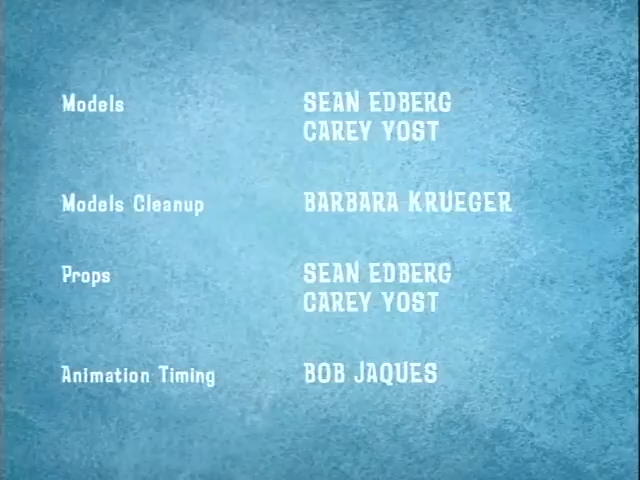 Models SEAN EDBERG
CAREY YOST
Models Cleanup BARBARA KRUEGER
Props SEAN EDBERG
CAREY YOST
Animation Timing BOB JAQUES